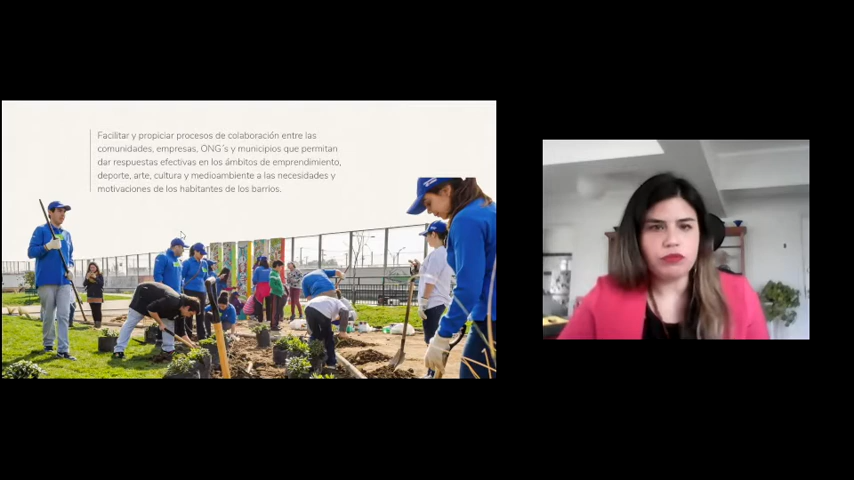 Facilitar y propiciar procesos de colaboración entre las
comunidades, empresas, ONG´s y municipios que permitan
dar respuestas efectivas en los ámbitos de emprendimiento,
deporte, arte, cultura y medioambiente a las necesidades y
motivaciones de los habitantes de los barrios.